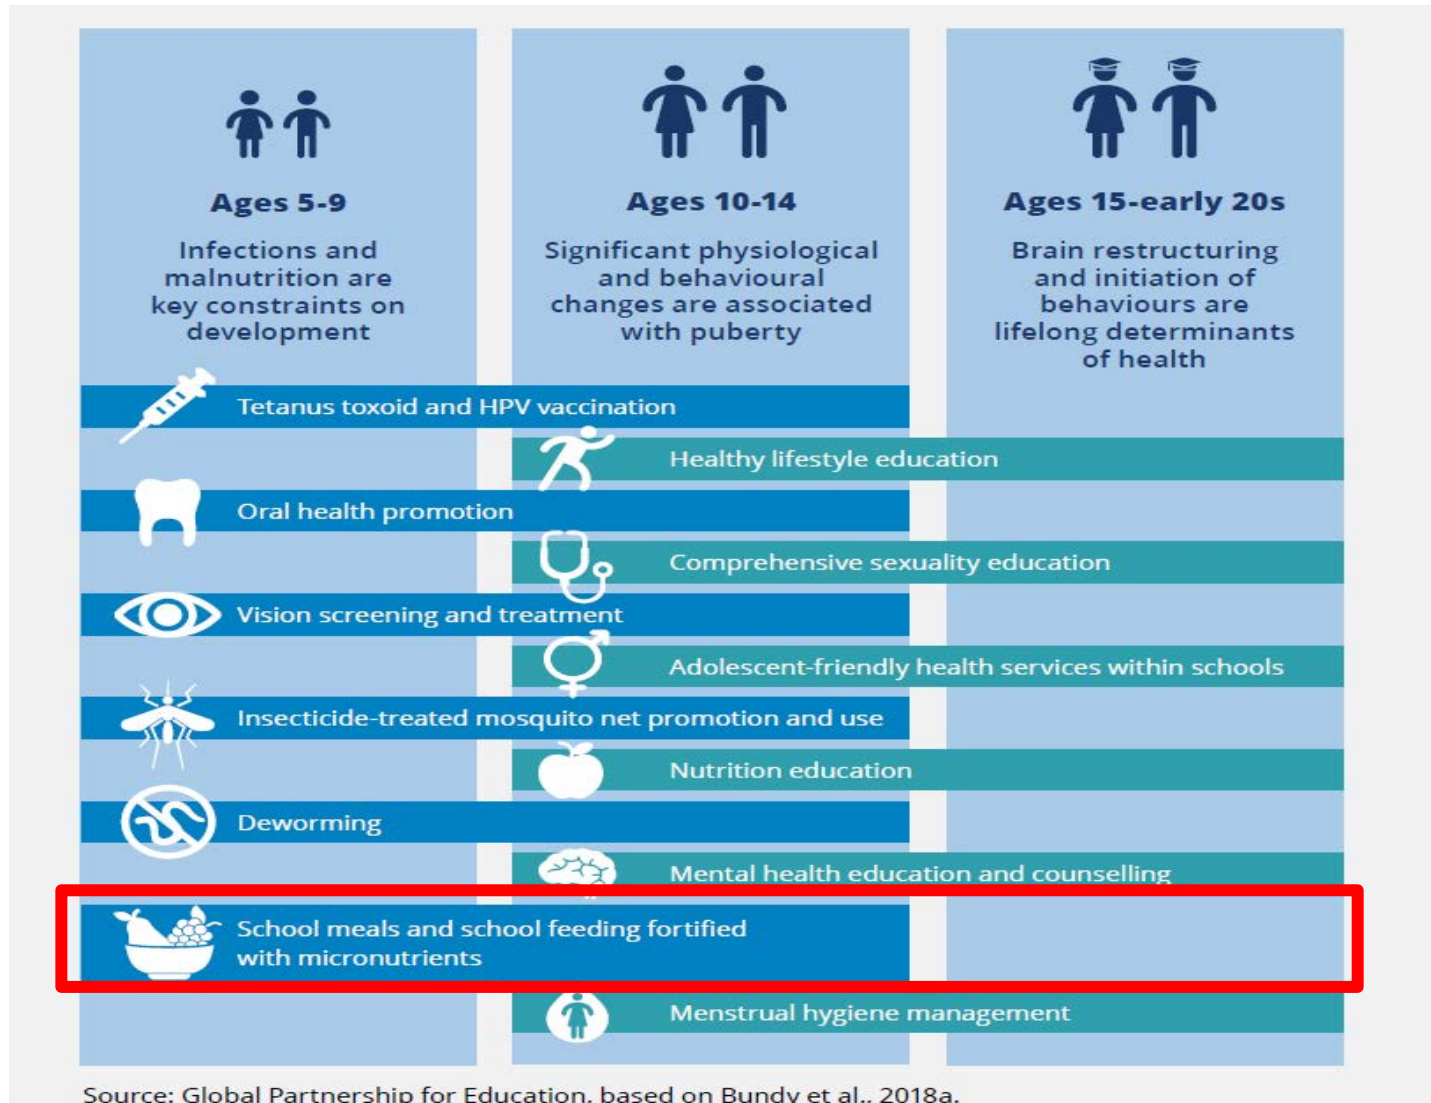 Ages 5-9
Infections and
malnutrition are
key constraints on
development
Ages 10-14
Significant physiological
and behavioural
changes are associated
with puberty
Ages 15-early 20s
Brain restructuring
and initiation of
behaviours are
lifelong determinants
of health
Tetanus toxoid and HPV vaccination
Healthy lifestyle education
Oral health promotion
Comprehensive sexuality education
Vision screening and treatment
Adolescent-friendly health services within schools
Insecticide-treated mosquito net promotion and use
Nutrition education
Deworming
Mental health education and counselling
School meals and school feeding fortified
with micronutrients
Menstrual hygiene management
Source: Global Partnership for Education, based on Bundy et al., 2018a.